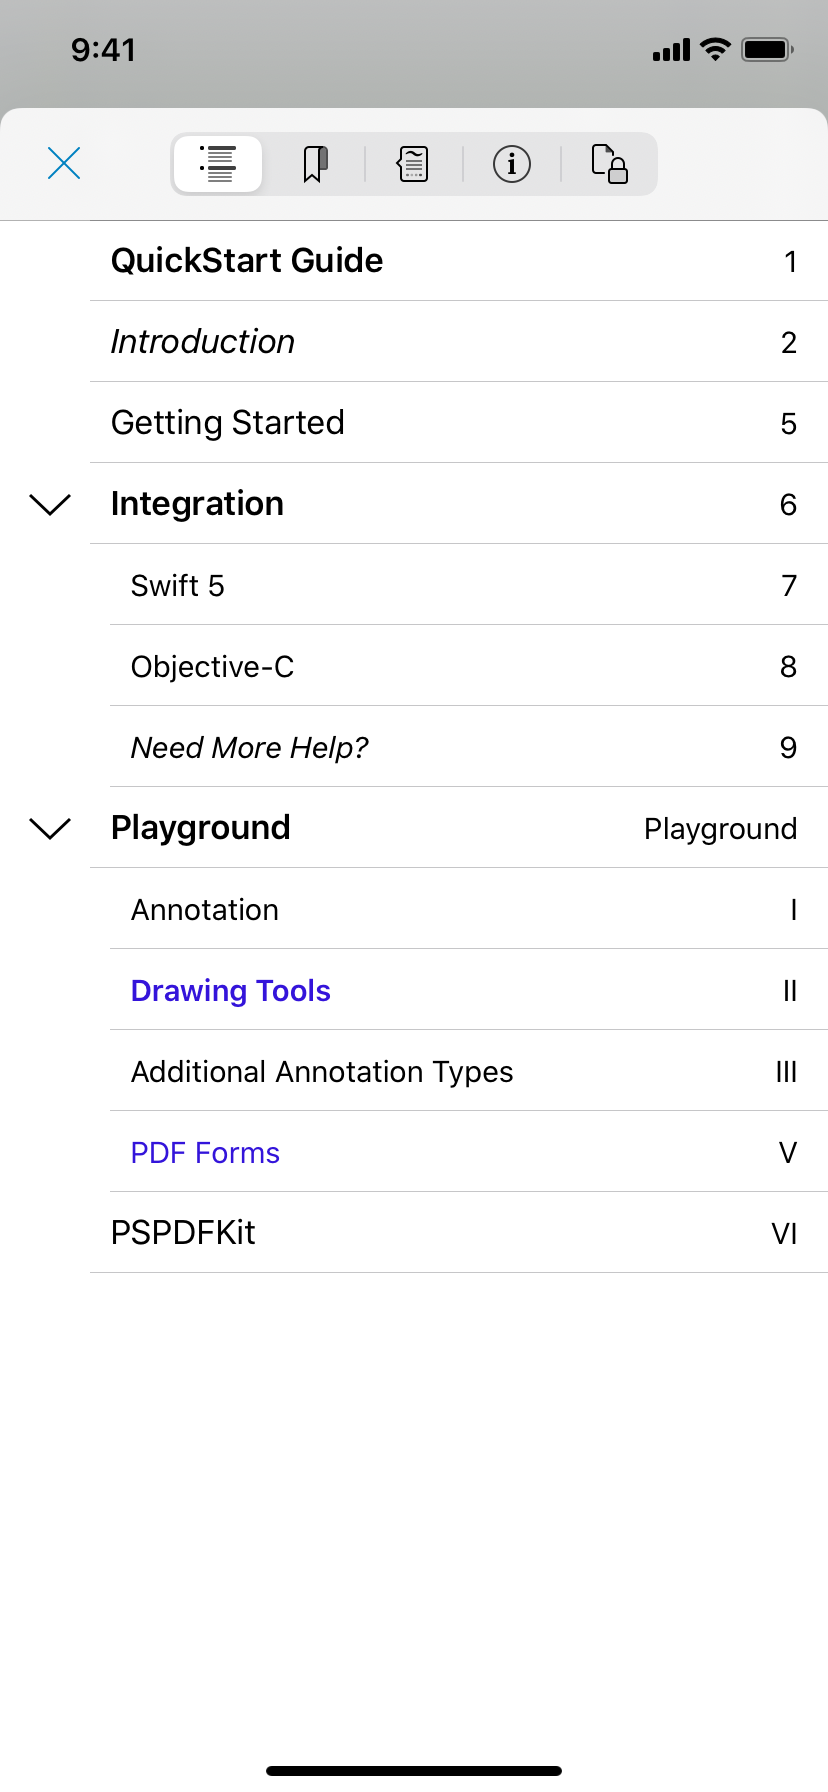 9:41
QuickStart Guide 1
Introduction 2
Getting Started 5
Integration 6
Swift 5 7
Objective-C 8
Need More Help? 9
Playground Playground
Annotation I
Drawing Tools II
Additional Annotation Types III
PDF Forms V
PSPDFKit VI